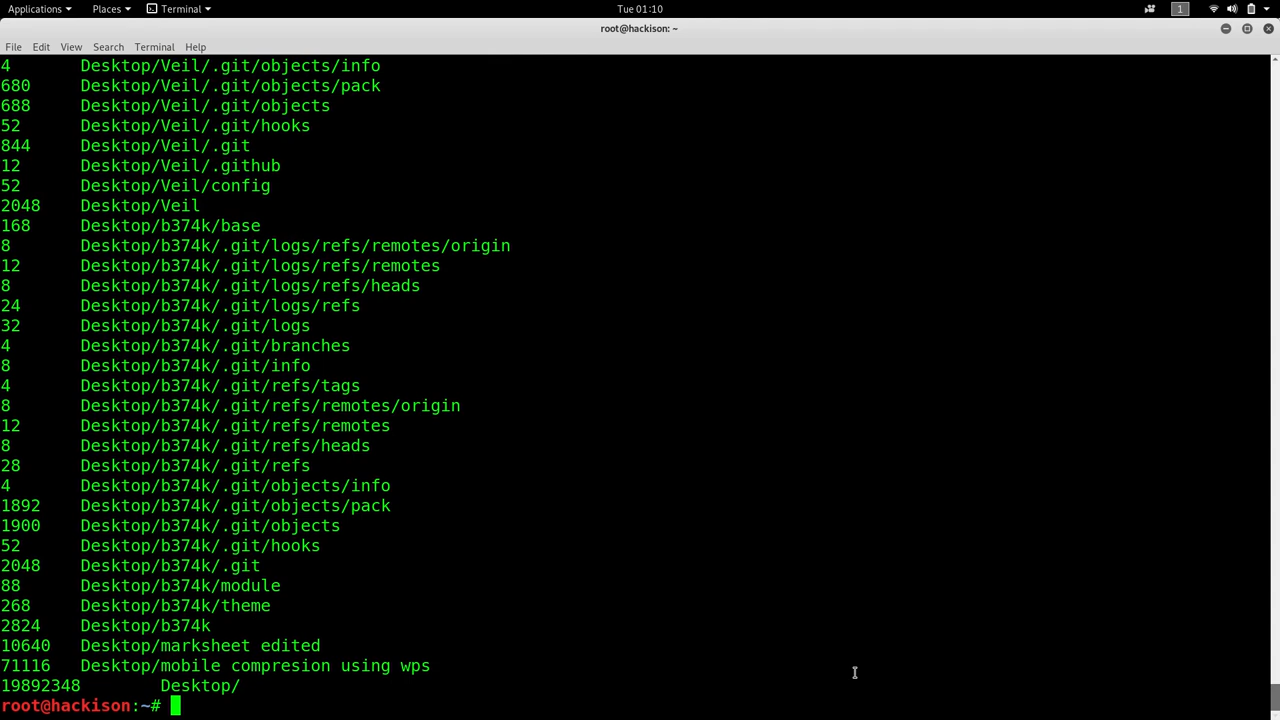 Applications Places Terminal Tue 01:10 1
root@hackison: ~
File Edit View Search Terminal Help
4 Desktop/Veil/.git/objects/info
680 Desktop/Veil/.git/objects/pack
688 Desktop/Veil/.git/objects
52 Desktop/Veil/.git/hooks
844 Desktop/Veil/.git
12 Desktop/Veil/.github
52 Desktop/Veil/config
2048 Desktop/Veil
168 Desktop/b374k/base
8 Desktop/b374k/.git/logs/refs/remotes/origin
12 Desktop/b374k/.git/logs/refs/remotes
8 Desktop/b374k/.git/logs/refs/heads
24 Desktop/b374k/.git/logs/refs
32 Desktop/b374k/.git/logs
4 Desktop/b374k/.git/branches
8 Desktop/b374k/.git/info
4 Desktop/b374k/.git/refs/tags
8 Desktop/b374k/.git/refs/remotes/origin
12 Desktop/b374k/.git/refs/remotes
8 Desktop/b374k/.git/refs/heads
28 Desktop/b374k/.git/refs
4 Desktop/b374k/.git/objects/info
1892 Desktop/b374k/.git/objects/pack
1900 Desktop/b374k/.git/objects
52 Desktop/b374k/.git/hooks
2048 Desktop/b374k/.git
88 Desktop/b374k/module
268 Desktop/b374k/theme
2824 Desktop/b374k
10640 Desktop/marksheet edited
71116 Desktop/mobile compresion using wps
19892348 Desktop/
root@hackison:~#